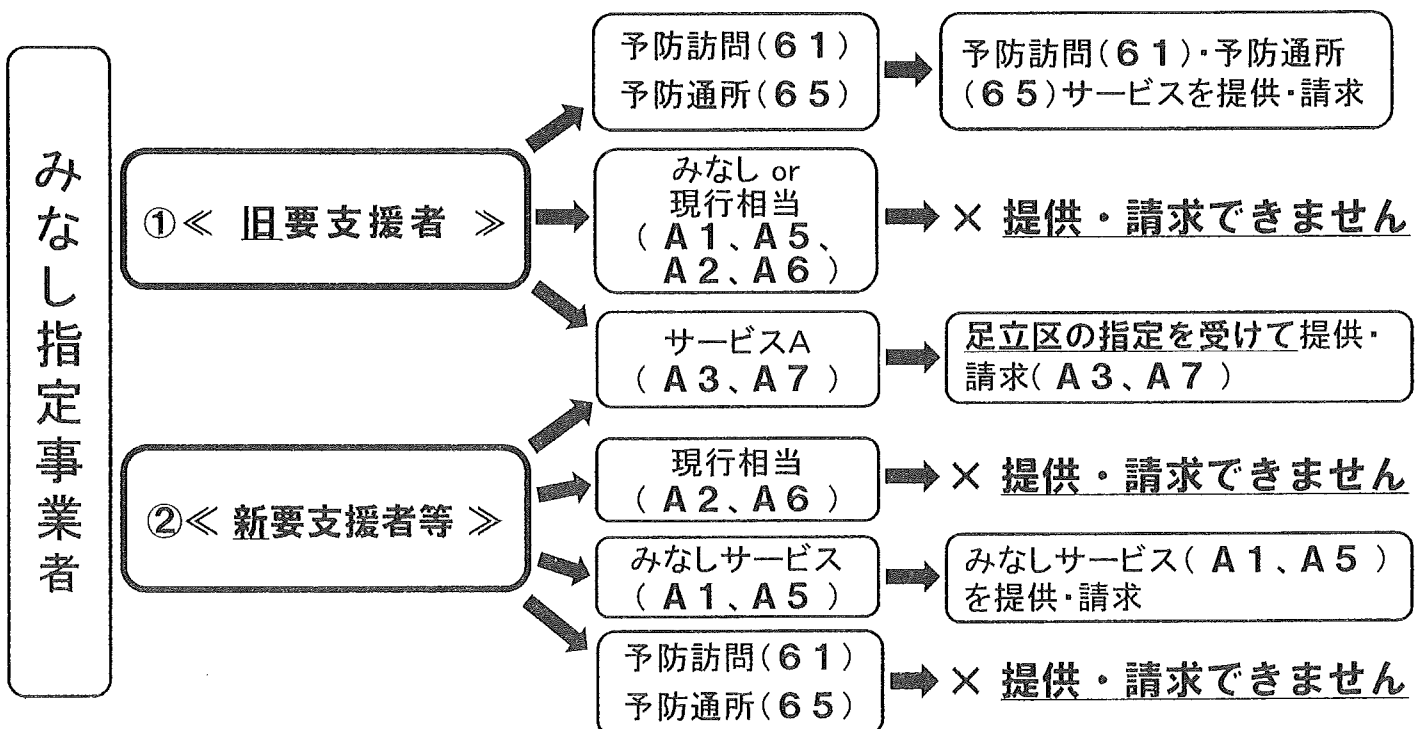 みなし指定事業者
①≪ 旧要支援者 ≫
予防訪問(61)
予防通所(65)
予防訪問(61)・予防通所
(65)サービスを提供・請求
みなし or
現行相当
( A1、A5、
A2、A6 )
× 提供・請求できません
サービスA
( A3、A7 )
足立区の指定を受けて提供・
請求( A3、A7 )
②≪ 新要支援者等 ≫
現行相当
( A2、A6 )
× 提供・請求できません
みなしサービス
( A1、A5 )
みなしサービス( A1、A5 )
を提供・請求
予防訪問(61)
予防通所(65)
× 提供・請求できません